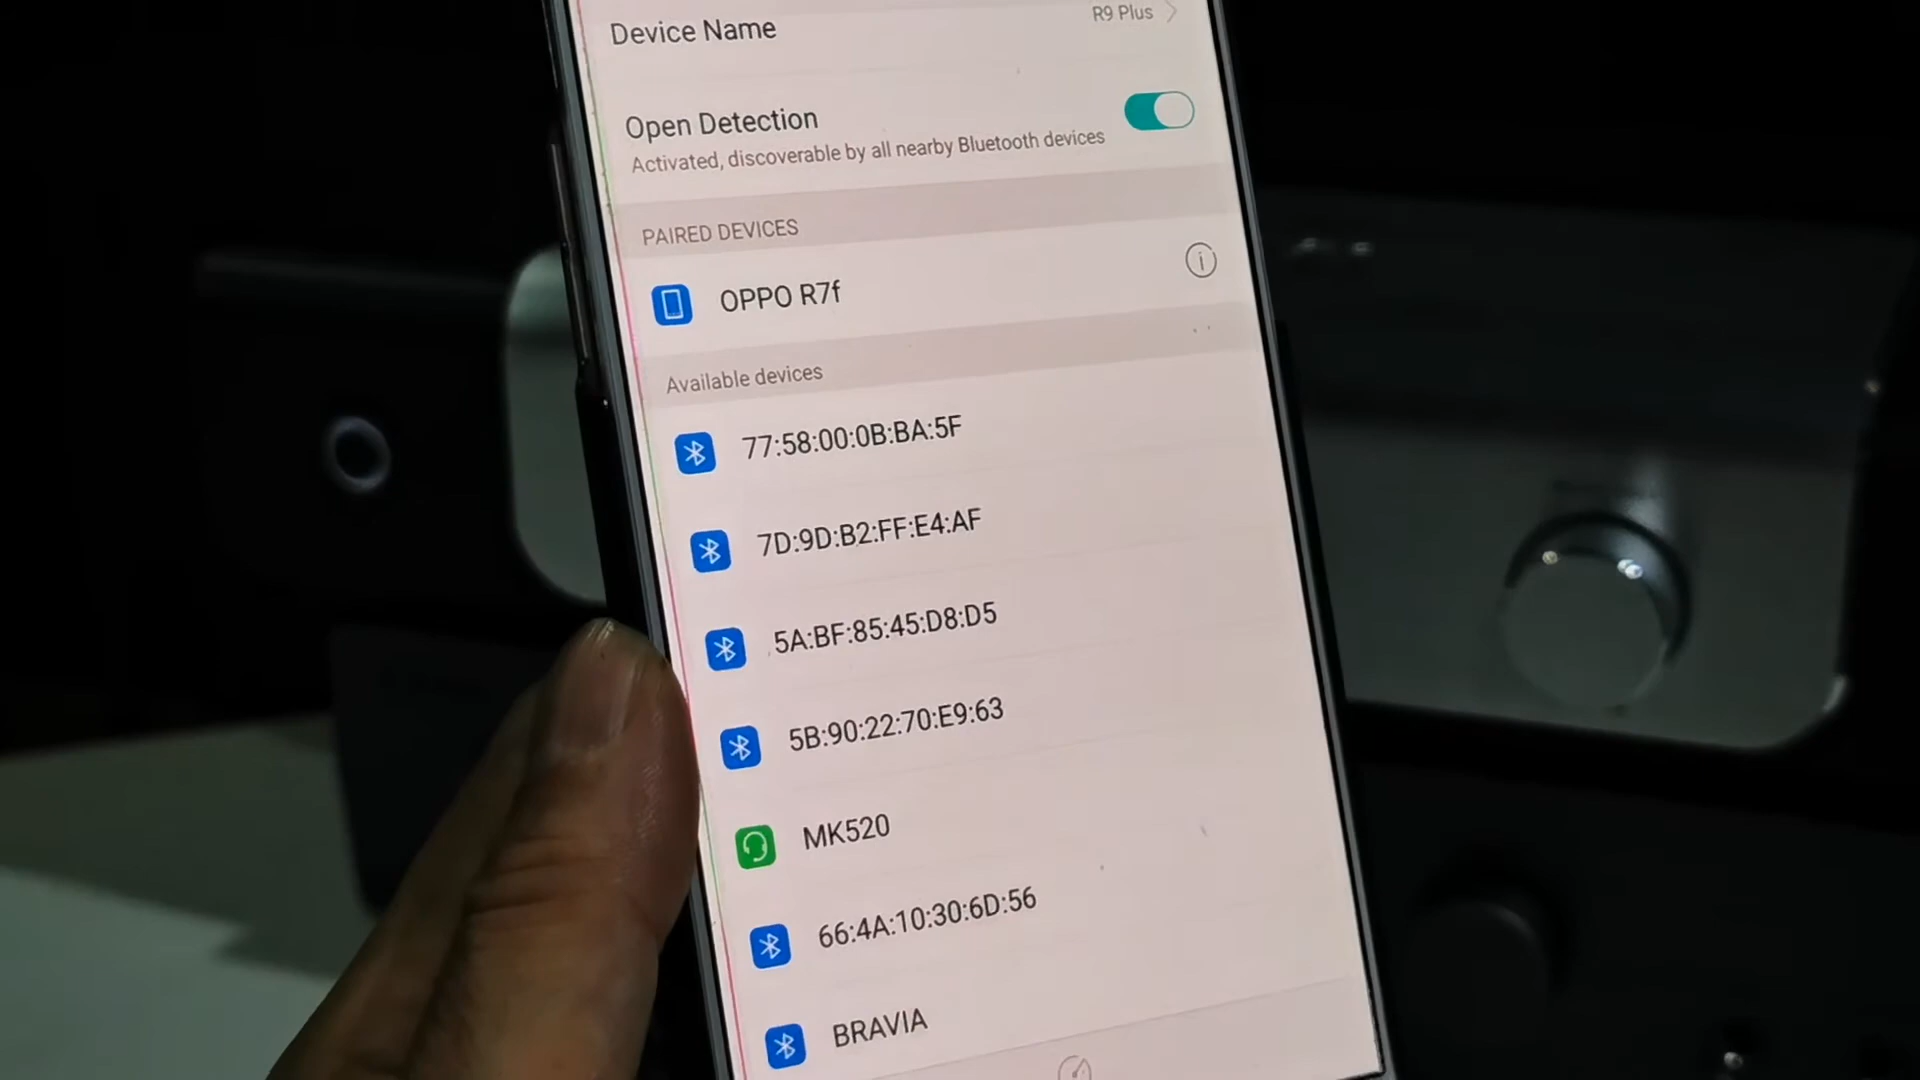 Device Name
R9 Plus
Open Detection
Activated, discoverable by all nearby Bluetooth devices
PAIRED DEVICES
OPPO R7f
Available devices
77:58:00:0B:BA:5F
7D:9D:B2:FF:E4:AF
5A:BF:85:45:D8:D5
5B:90:22:70:E9:63
MK520
66:4A:10:30:6D:56
BRAVIA